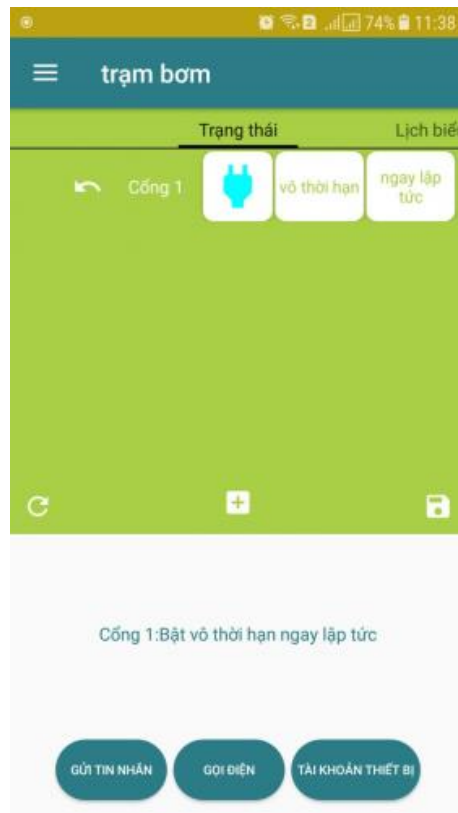 74% 11:38
trạm bơm
Trạng thái Lịch biể
Cổng 1 vô thời hạn ngay lập
tức
Cổng 1:Bật vô thời hạn ngay lập tức
GỬI TIN NHẮN GỌI ĐIỆN TÀI KHOẢN THIẾT BỊ